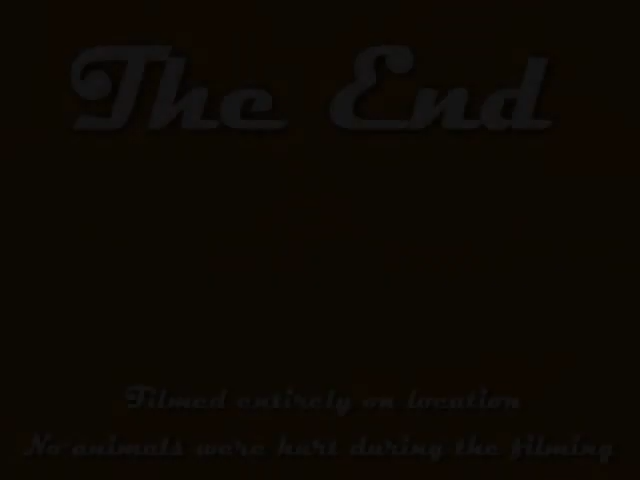 The End
Filmed entirely on location
No animals were hurt during the filming